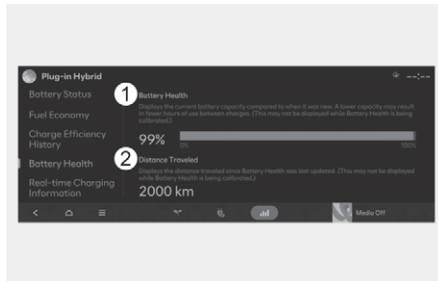 Plug-in Hybrid
--:--
Battery Status
Fuel Economy
Charge Efficiency
History
Battery Health
Real-time Charging
Information
1
Battery Health
Displays the current battery capacity compared to when it was new. A lower capacity may result
in fewer hours of use between charges. (This may not be displayed while Battery Health is being
calibrated.)
99%
0%
100%
2
Distance Traveled
Displays the distance traveled since Battery Health was last updated. (This may not be displayed
while Battery Health is being calibrated.)
2000 km
Media Off